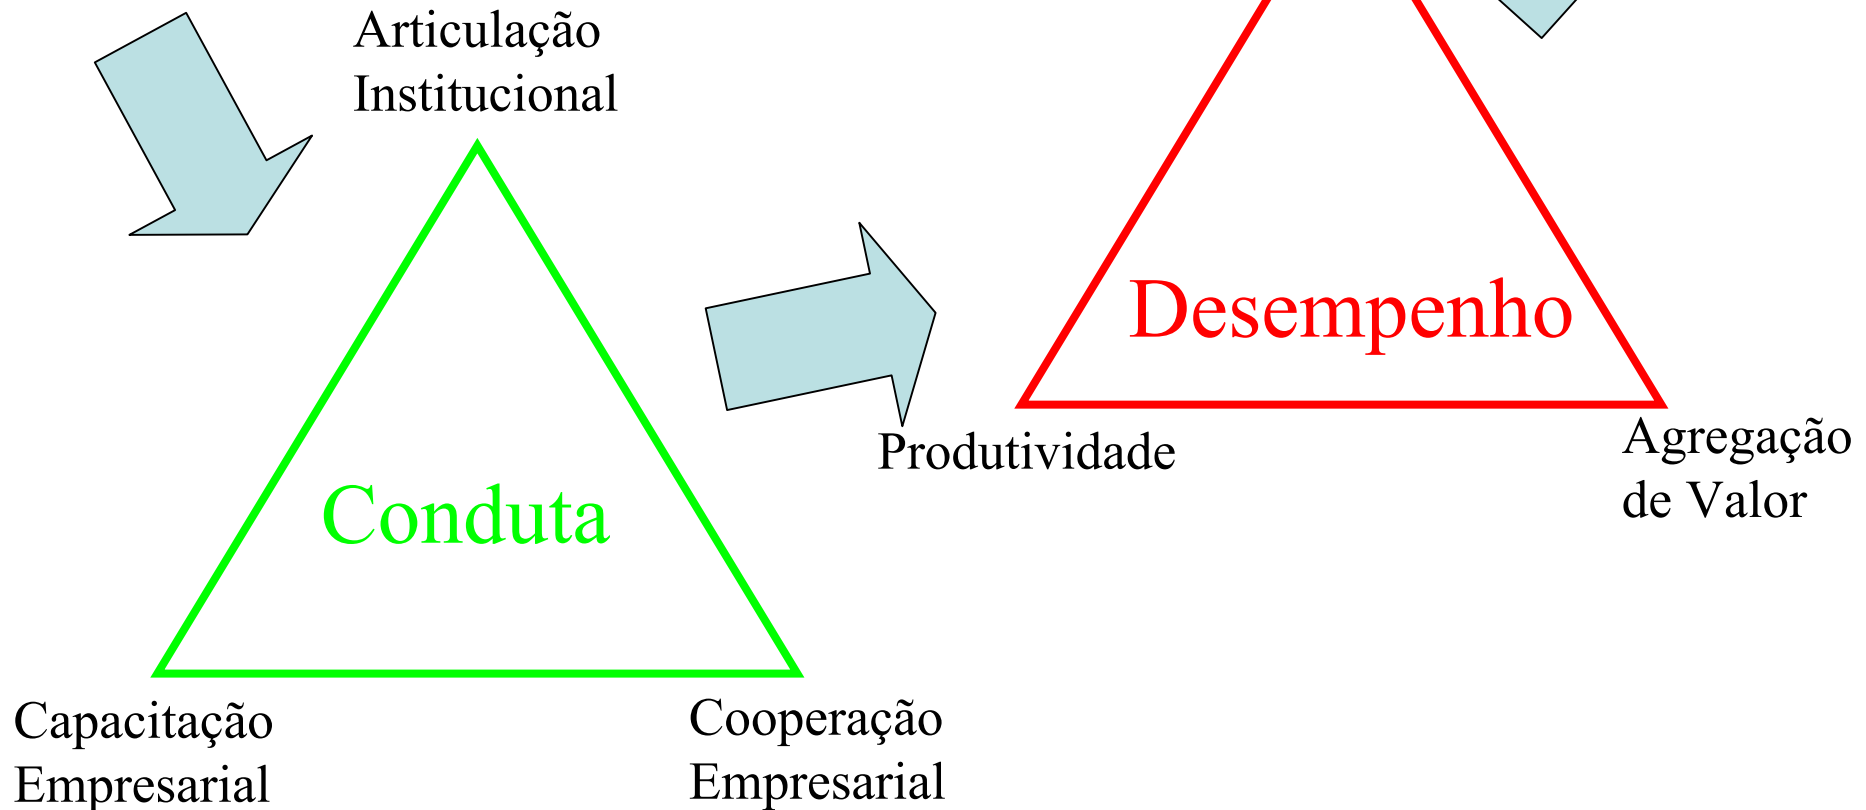 Articulação
Institucional
Desempenho
Produtividade
Agregação
de Valor
Conduta
Capacitação
Empresarial
Cooperação
Empresarial